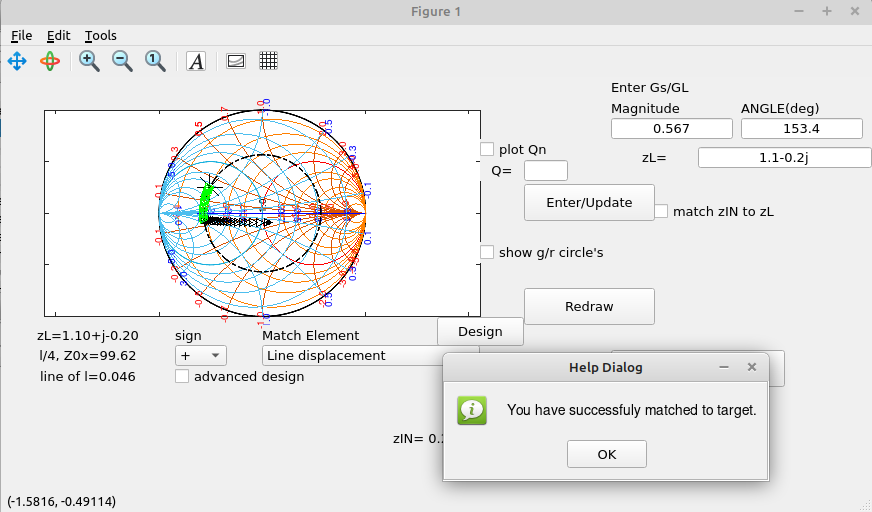 Figure 1
File Edit Tools
Enter Gs/GL
Magnitude ANGLE(deg)
0.567 153.4
plot Qn
zL= 1.1-0.2j
Q=
Enter/Update
match zIN to zL
show g/r circle's
Redraw
Design
zL=1.10+j-0.20 sign Match Element
l/4, Z0x=99.62 + Line displacement
line of l=0.046 advanced design
Help Dialog
You have successfuly matched to target.
OK
zIN= 0.
(-1.5816, -0.49114)